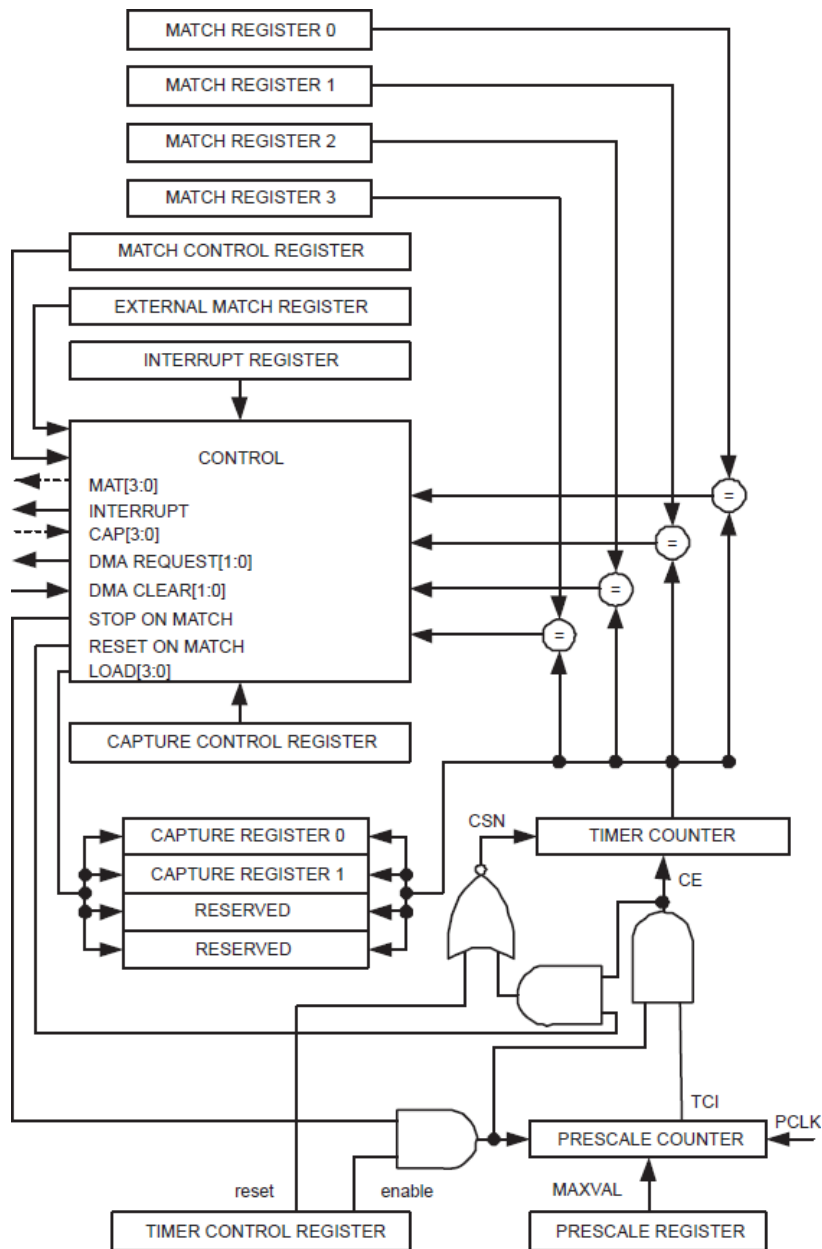 MATCH REGISTER 0
MATCH REGISTER 1
MATCH REGISTER 2
MATCH REGISTER 3
MATCH CONTROL REGISTER
EXTERNAL MATCH REGISTER
INTERRUPT REGISTER
CONTROL
MAT[3:0]
INTERRUPT
CAP[3:0]
DMA REQUEST[1:0]
DMA CLEAR[1:0]
STOP ON MATCH
RESET ON MATCH
LOAD[3:0]
=
=
=
=
CAPTURE CONTROL REGISTER
CAPTURE REGISTER 0
CAPTURE REGISTER 1
RESERVED
RESERVED
CSN
TIMER COUNTER
CE
TCI
PCLK
PRESCALE COUNTER
reset
enable
MAXVAL
TIMER CONTROL REGISTER
PRESCALE REGISTER